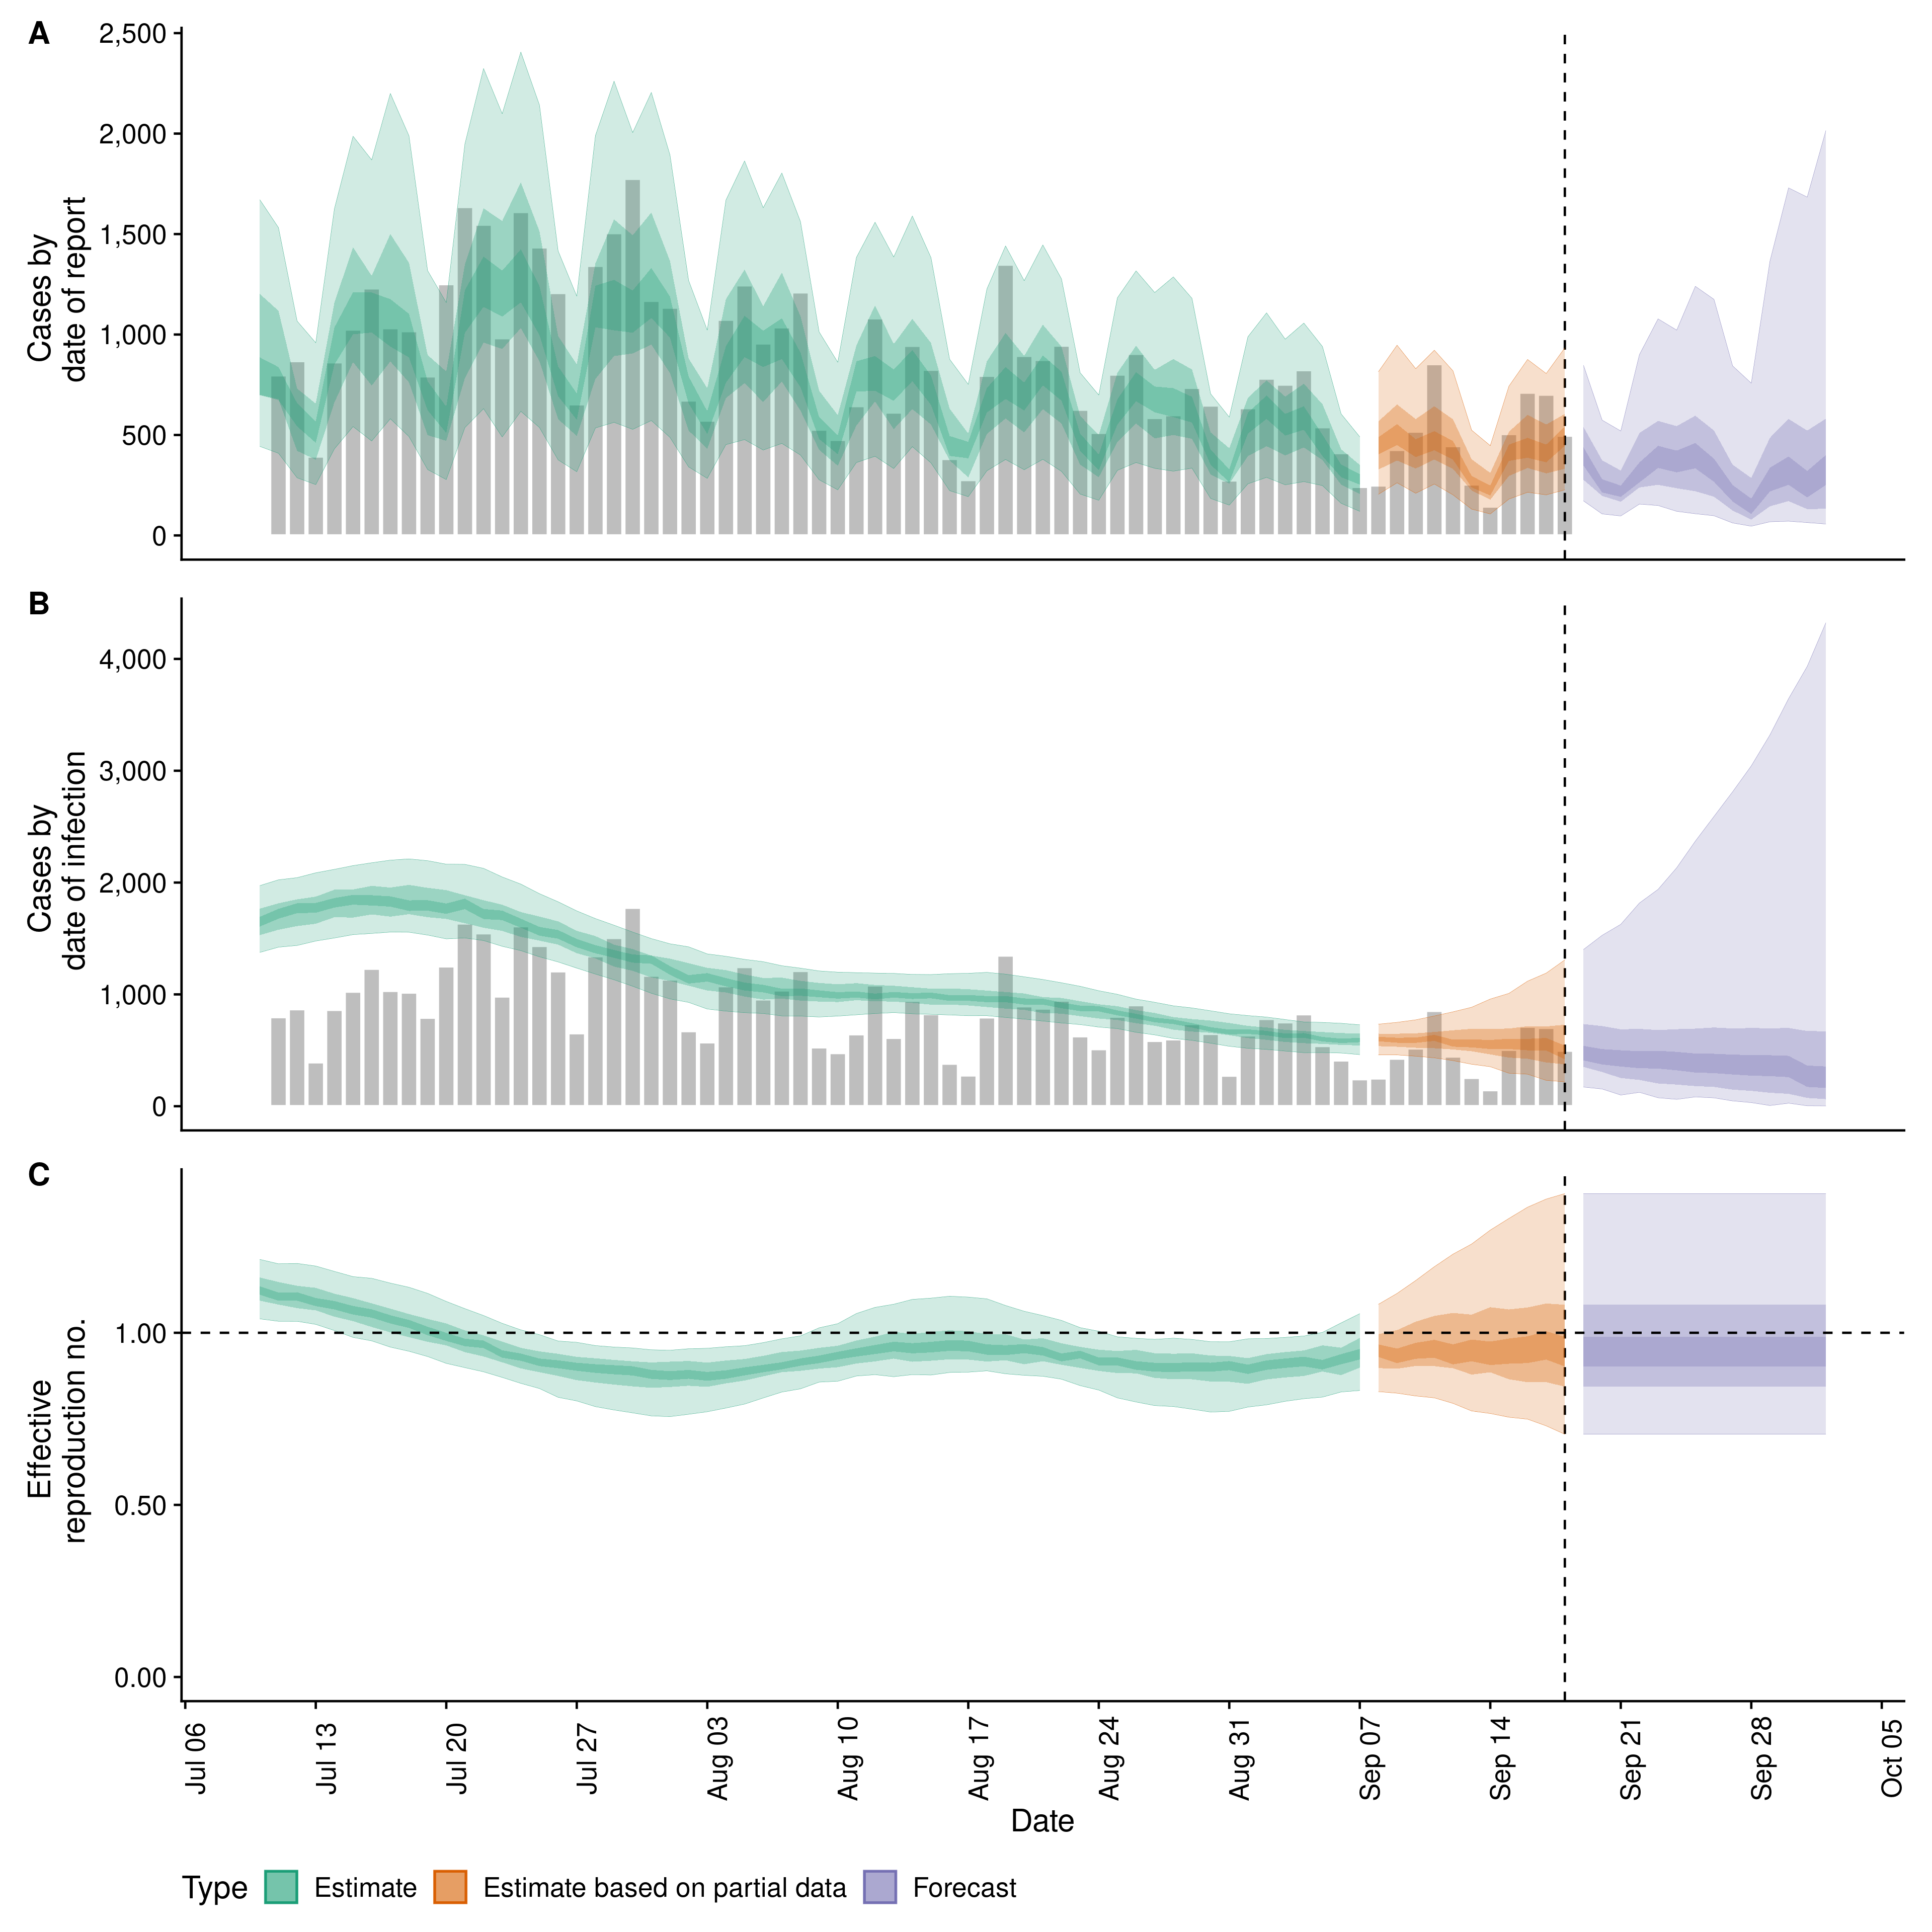 A
2,500
2,000
1,500
1,000
500
0
Cases by
date of report
B
4,000
3,000
2,000
1,000
0
Cases by
date of infection
C
1.00
0.50
0.00
Effective
reproduction no.
Jul 06
Jul 13
Jul 20
Jul 27
Aug 03
Aug 10
Aug 17
Aug 24
Aug 31
Sep 07
Sep 14
Sep 21
Sep 28
Oct 05
Date
Type Estimate Estimate based on partial data Forecast